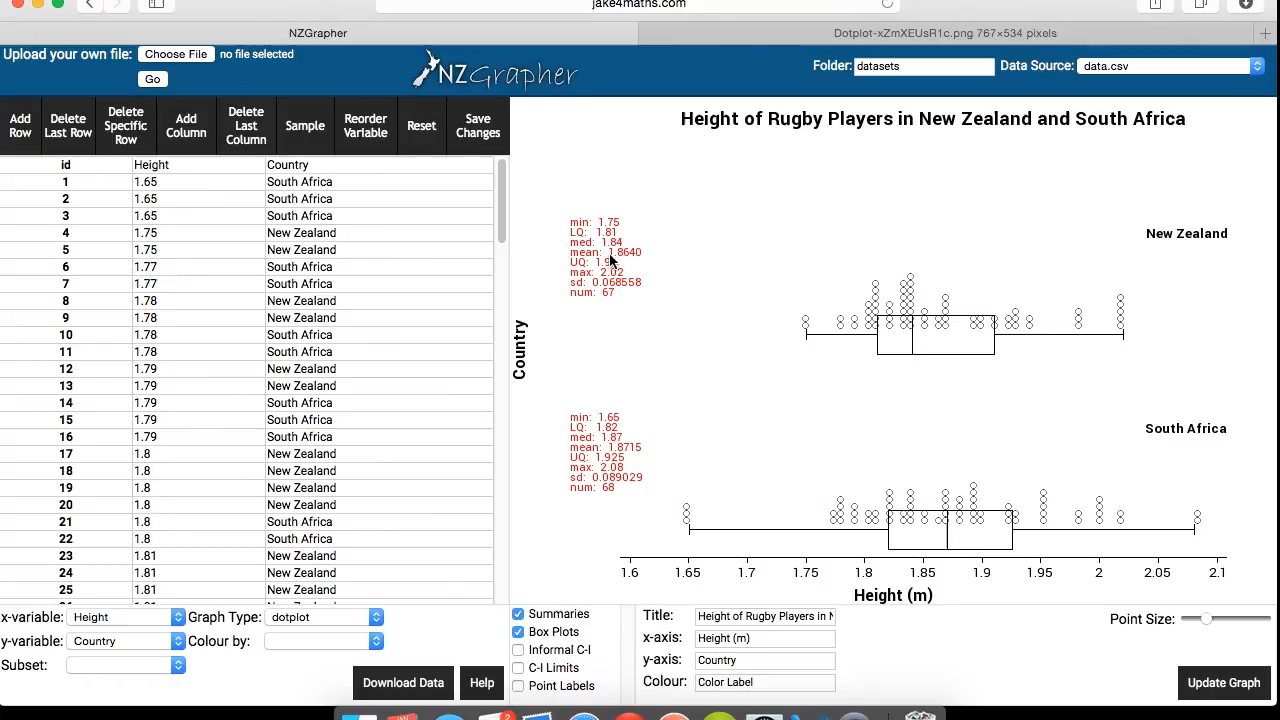 jake4maths.com
NZGrapher
Dotplot-xZmXEUsR1c.png 767×534 pixels
Upload your own file: Choose File no file selected
Go
NZGrapher
Folder: datasets Data Source: data.csv
Add Row
Delete Last Row
Delete Specific Row
Add Column
Delete Last Column
Sample
Reorder Variable
Reset
Save Changes
id Height Country
1 1.65 South Africa
2 1.65 South Africa
3 1.65 South Africa
4 1.75 New Zealand
5 1.75 New Zealand
6 1.77 South Africa
7 1.77 South Africa
8 1.78 New Zealand
9 1.78 New Zealand
10 1.78 South Africa
11 1.78 South Africa
12 1.79 New Zealand
13 1.79 New Zealand
14 1.79 South Africa
15 1.79 South Africa
16 1.79 South Africa
17 1.8 New Zealand
18 1.8 New Zealand
19 1.8 New Zealand
20 1.8 New Zealand
21 1.8 South Africa
22 1.8 South Africa
23 1.81 New Zealand
24 1.81 New Zealand
25 1.81 New Zealand
Height of Rugby Players in New Zealand and South Africa
Country
New Zealand
min: 1.75
LQ: 1.81
med: 1.84
mean: 1.8640
UQ:
max: 2.02
sd: 0.068558
num: 67
South Africa
min: 1.65
LQ: 1.82
med: 1.87
mean: 1.8715
UQ: 1.925
max: 2.08
sd: 0.089029
num: 68
1.6 1.65 1.7 1.75 1.8 1.85 1.9 1.95 2 2.05 2.1
Height (m)
x-variable: Height Graph Type: dotplot
y-variable: Country Colour by:
Subset:
Download Data Help
Summaries
Box Plots
Informal C-I
C-I Limits
Point Labels
Title: Height of Rugby Players in N
x-axis: Height (m)
y-axis: Country
Colour: Color Label
Point Size:
Update Graph